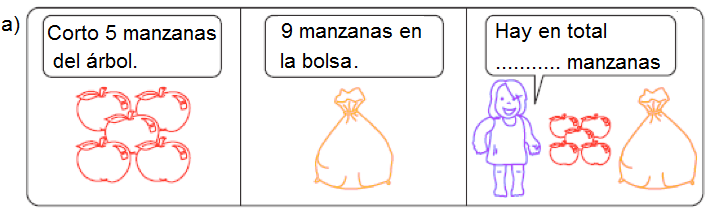 a)
Corto 5 manzanas
del árbol.
9 manzanas en
la bolsa.
Hay en total
........... manzanas